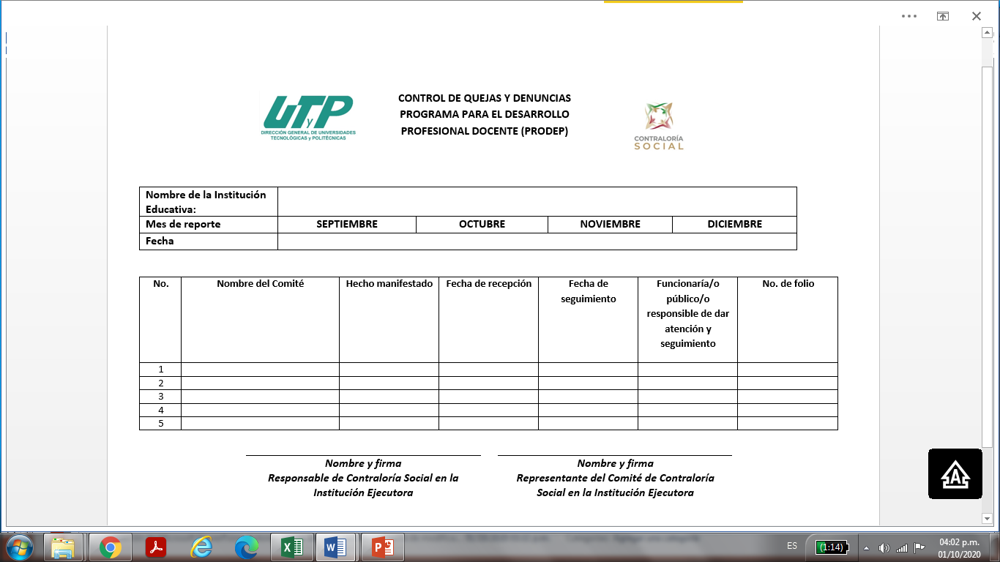 UTyP
DIRECCIÓN GENERAL DE UNIVERSIDADES
TECNOLÓGICAS y POLITÉCNICAS
CONTROL DE QUEJAS Y DENUNCIAS
PROGRAMA PARA EL DESARROLLO
PROFESIONAL DOCENTE (PRODEP)
CONTRALORÍA
SOCIAL
Nombre de la Institución
Educativa:
Mes de reporte SEPTIEMBRE OCTUBRE NOVIEMBRE DICIEMBRE
Fecha
No. Nombre del Comité Hecho manifestado Fecha de recepción Fecha de
seguimiento
Funcionaría/o
público/o
responsible de dar
atención y
seguimiento
No. de folio
1
2
3
4
5
Nombre y firma
Responsable de Contraloría Social en la
Institución Ejecutora
Nombre y firma
Representante del Comité de Contraloría
Social en la Institución Ejecutora
A
ES
(1:14)
04:02 p.m.
01/10/2020